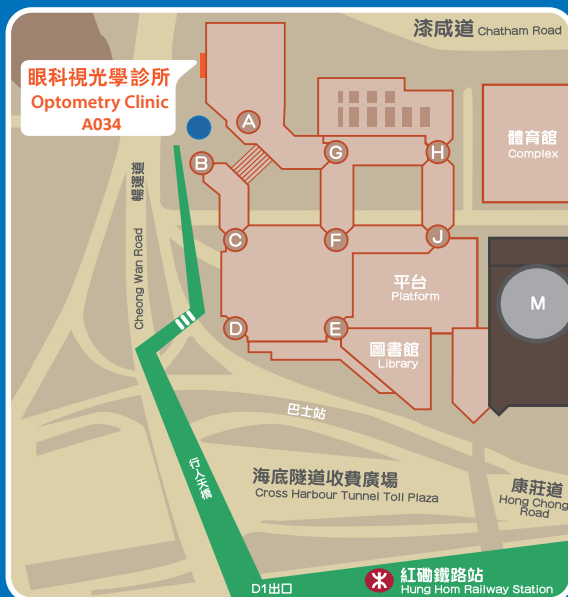 漆咸道 Chatham Road
眼科視光學診所
Optometry Clinic
A034
A
B
G
H
體育館
Complex
暢運道
Cheong Wan Road
C
F
J
平台
Platform
M
D
E
圖書館
Library
巴士站
行人天橋
海底隧道收費廣場
Cross Harbour Tunnel Toll Plaza
康莊道
Hong Chong
Road
紅磡鐵路站
Hung Hom Railway Station
D1出口